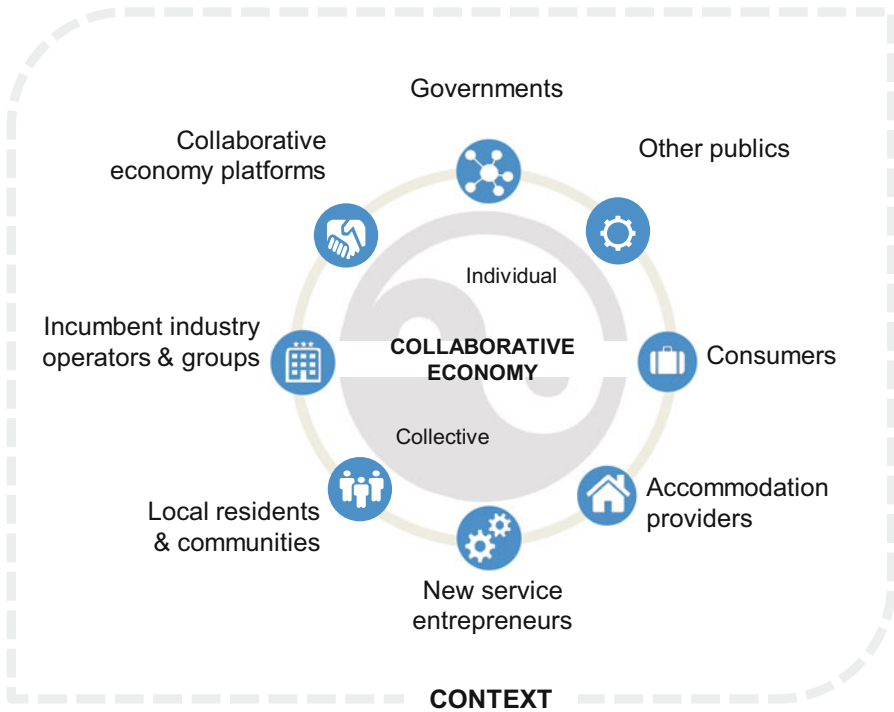 Governments
Collaborative
economy platforms
Other publics
Individual
Incumbent industry
operators & groups
COLLABORATIVE
ECONOMY
Consumers
Collective
Local residents
& communities
Accommodation
providers
New service
entrepreneurs
CONTEXT